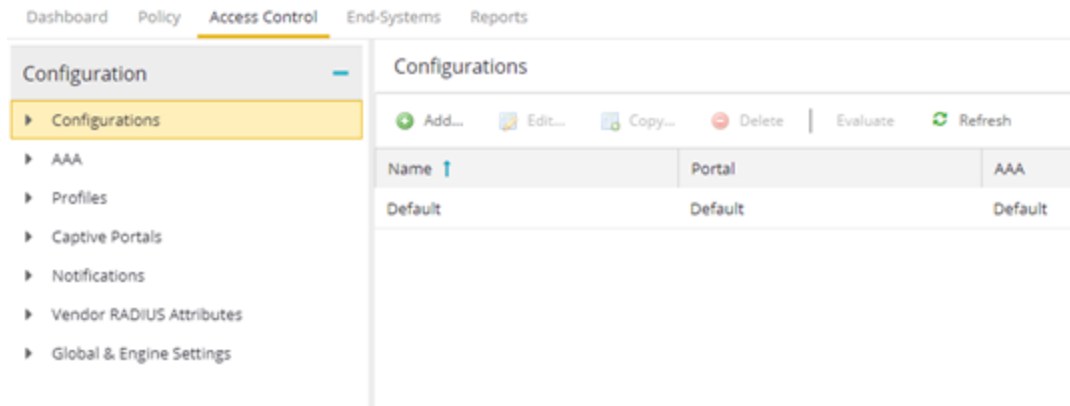 Dashboard Policy Access Control End-Systems Reports
Configuration
Configurations
AAA
Profiles
Captive Portals
Notifications
Vendor RADIUS Attributes
Global & Engine Settings
Configurations
Add... Edit... Copy... Delete Evaluate Refresh
Name Portal AAA
Default Default Default